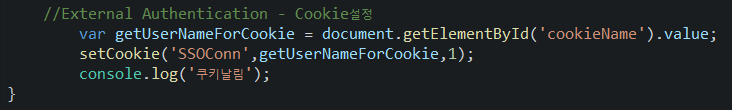 //External Authentication - Cookie설정
var getUserNameForCookie = document.getElementById('cookieName').value;
setCookie('SSOConn',getUserNameForCookie,1);
console.log('쿠키날림');
}